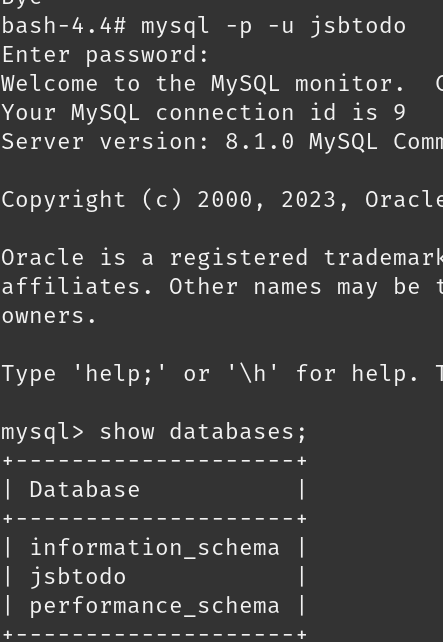 Bye
bash-4.4# mysql -p -u jsbtodo
Enter password:
Welcome to the MySQL monitor.
Your MySQL connection id is 9
Server version: 8.1.0 MySQL Comm
Copyright (c) 2000, 2023, Oracle
Oracle is a registered trademark
affiliates. Other names may be t
owners.
Type 'help;' or '\h' for help. T
mysql> show databases;
+--------------------+
| Database           |
+--------------------+
| information_schema |
| jsbtodo            |
| performance_schema |
+--------------------+